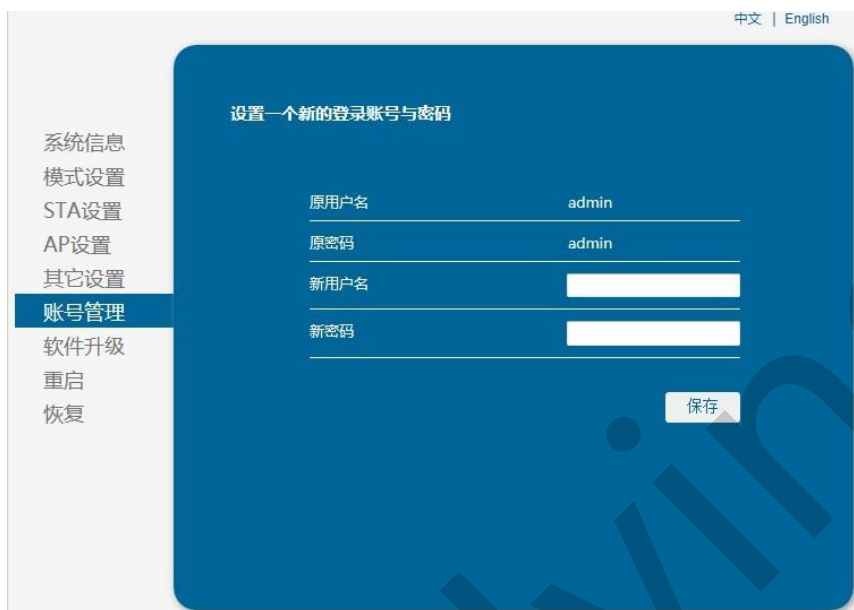 中文 | English
设置一个新的登录账号与密码
系统信息
模式设置
STA设置
AP设置
其它设置
账号管理
软件升级
重启
恢复
原用户名 admin
原密码 admin
新用户名
新密码
保存